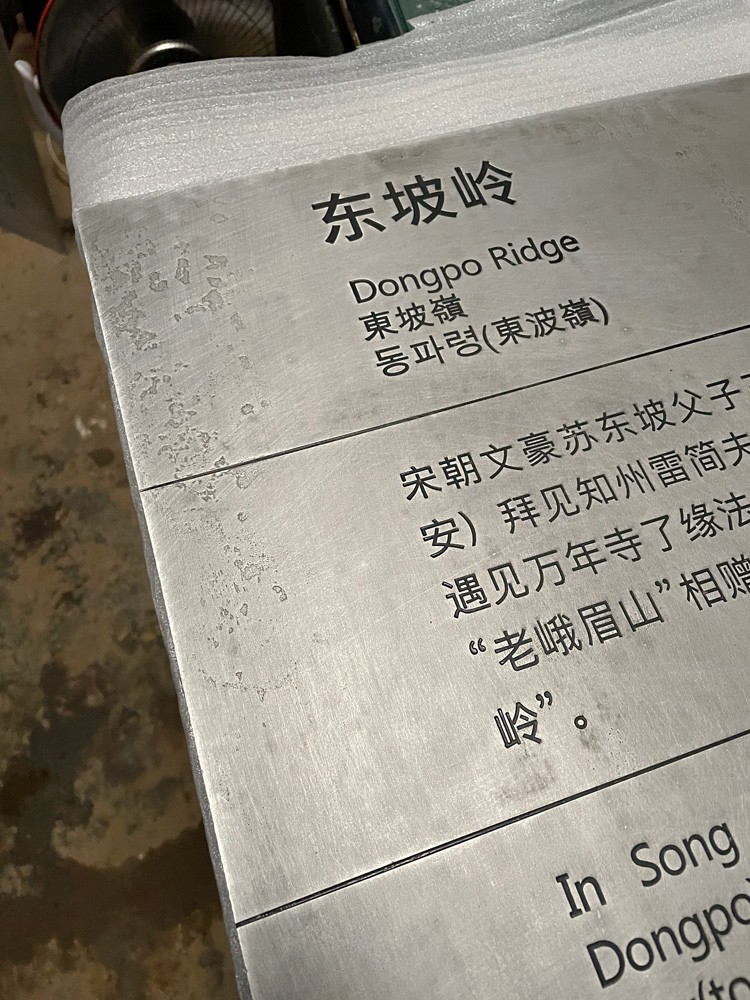 东坡岭
Dongpo Ridge
東坡嶺
동파령(東波嶺)
宋朝文豪苏东坡父子
安）拜见知州雷简夫
遇见万年寺了缘法
“老峨眉山”相赠
岭”。
In Song
Dongpo
(to